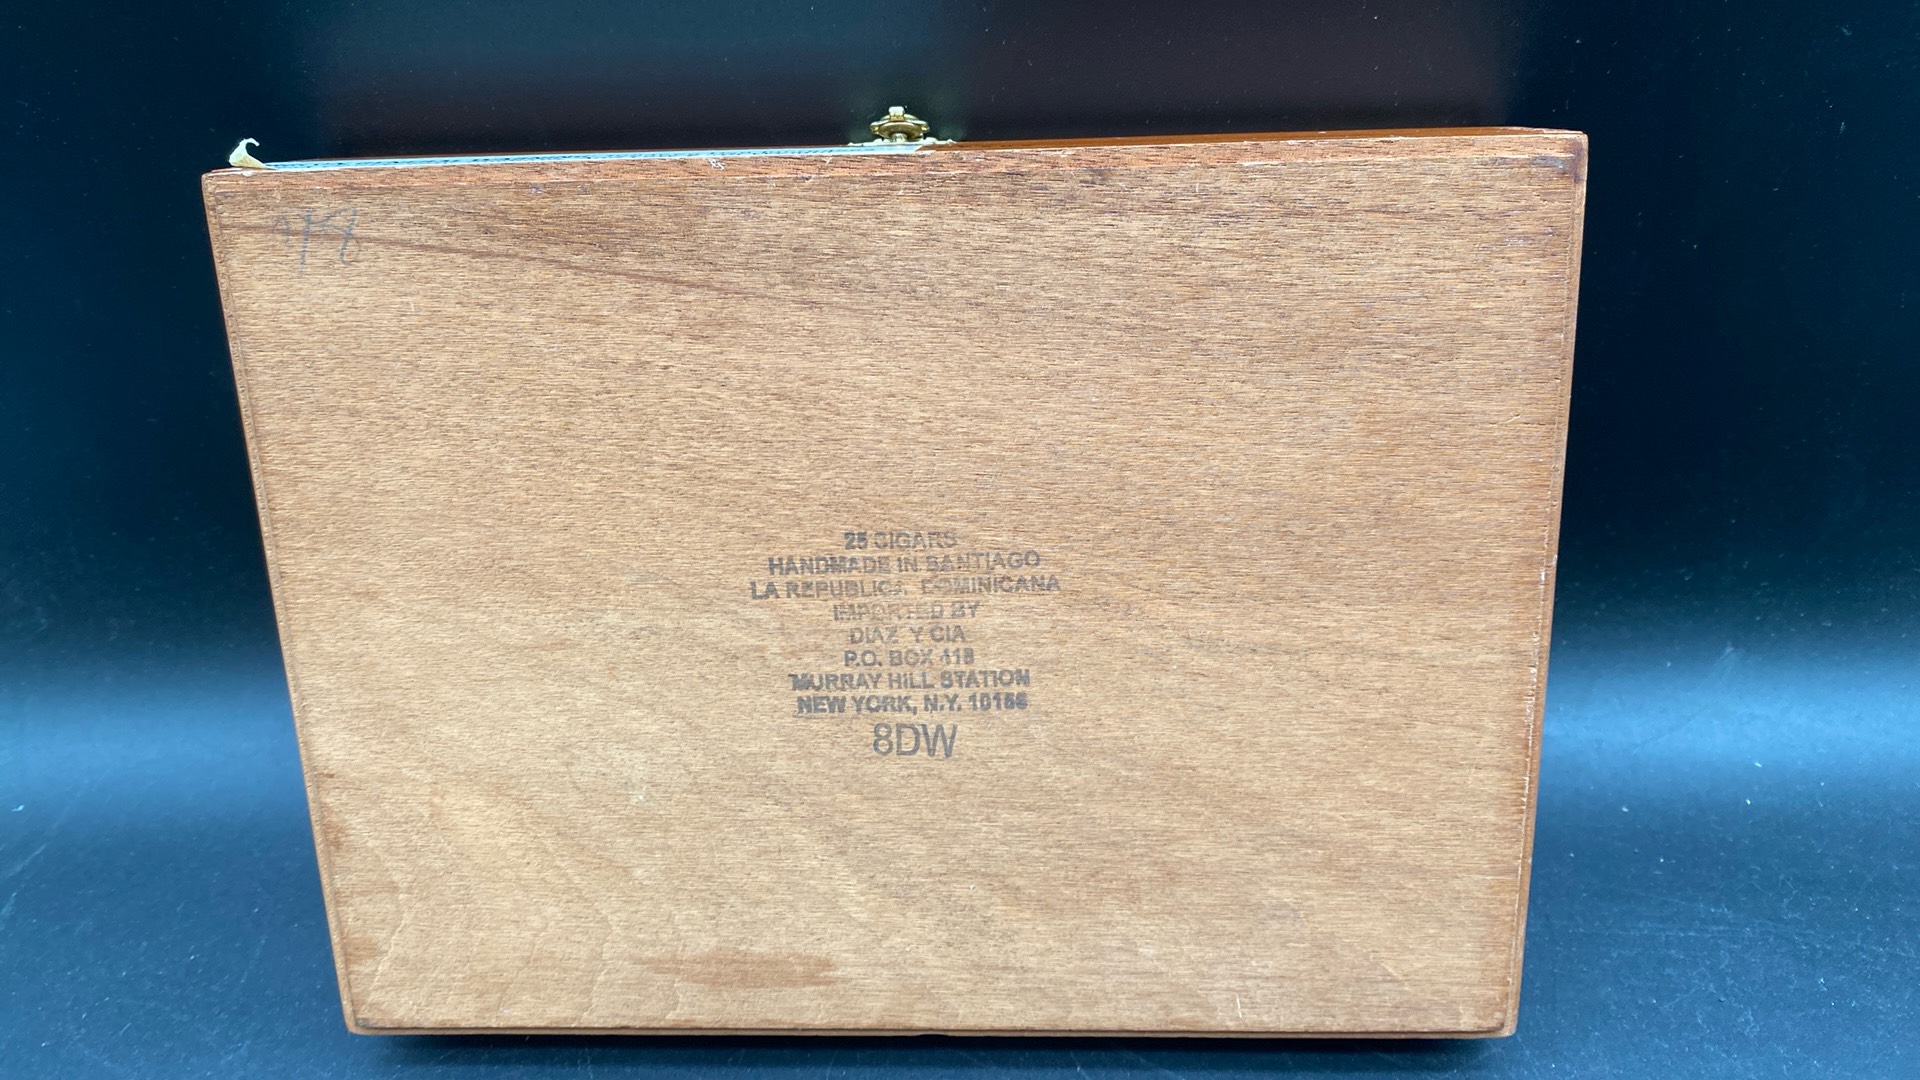 25 CIGARS
HANDMADE IN SANTIAGO
LA REPUBLICA DOMINICANA
IMPORTED BY
DIAZ Y CIA
P.O. BOX
MURRAY HILL STATION
NEW YORK, N.Y. 10156
8DW